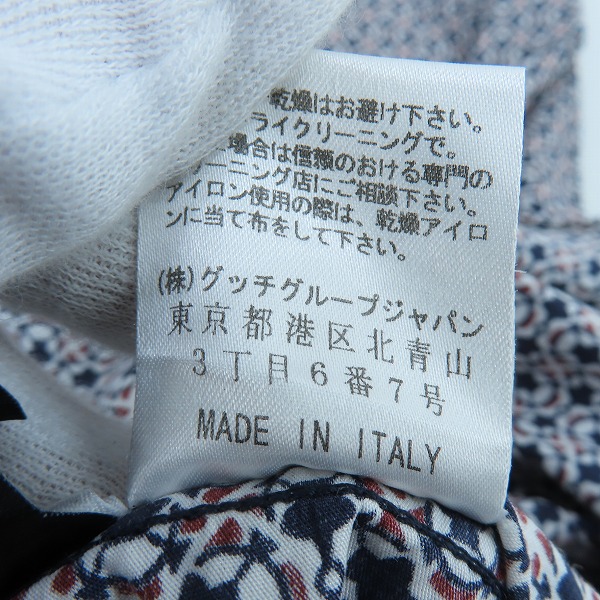 乾燥はお避け下さい。
ライクリーニングで。
場合は信頼のおける専門の
ーニング店にご相談下さい。
アイロン使用の際は、乾燥アイロ
ンに当て布をして下さい。
(株)グッチグループジャパン
東京都港区北青山
3丁目6番7号
MADE IN ITALY